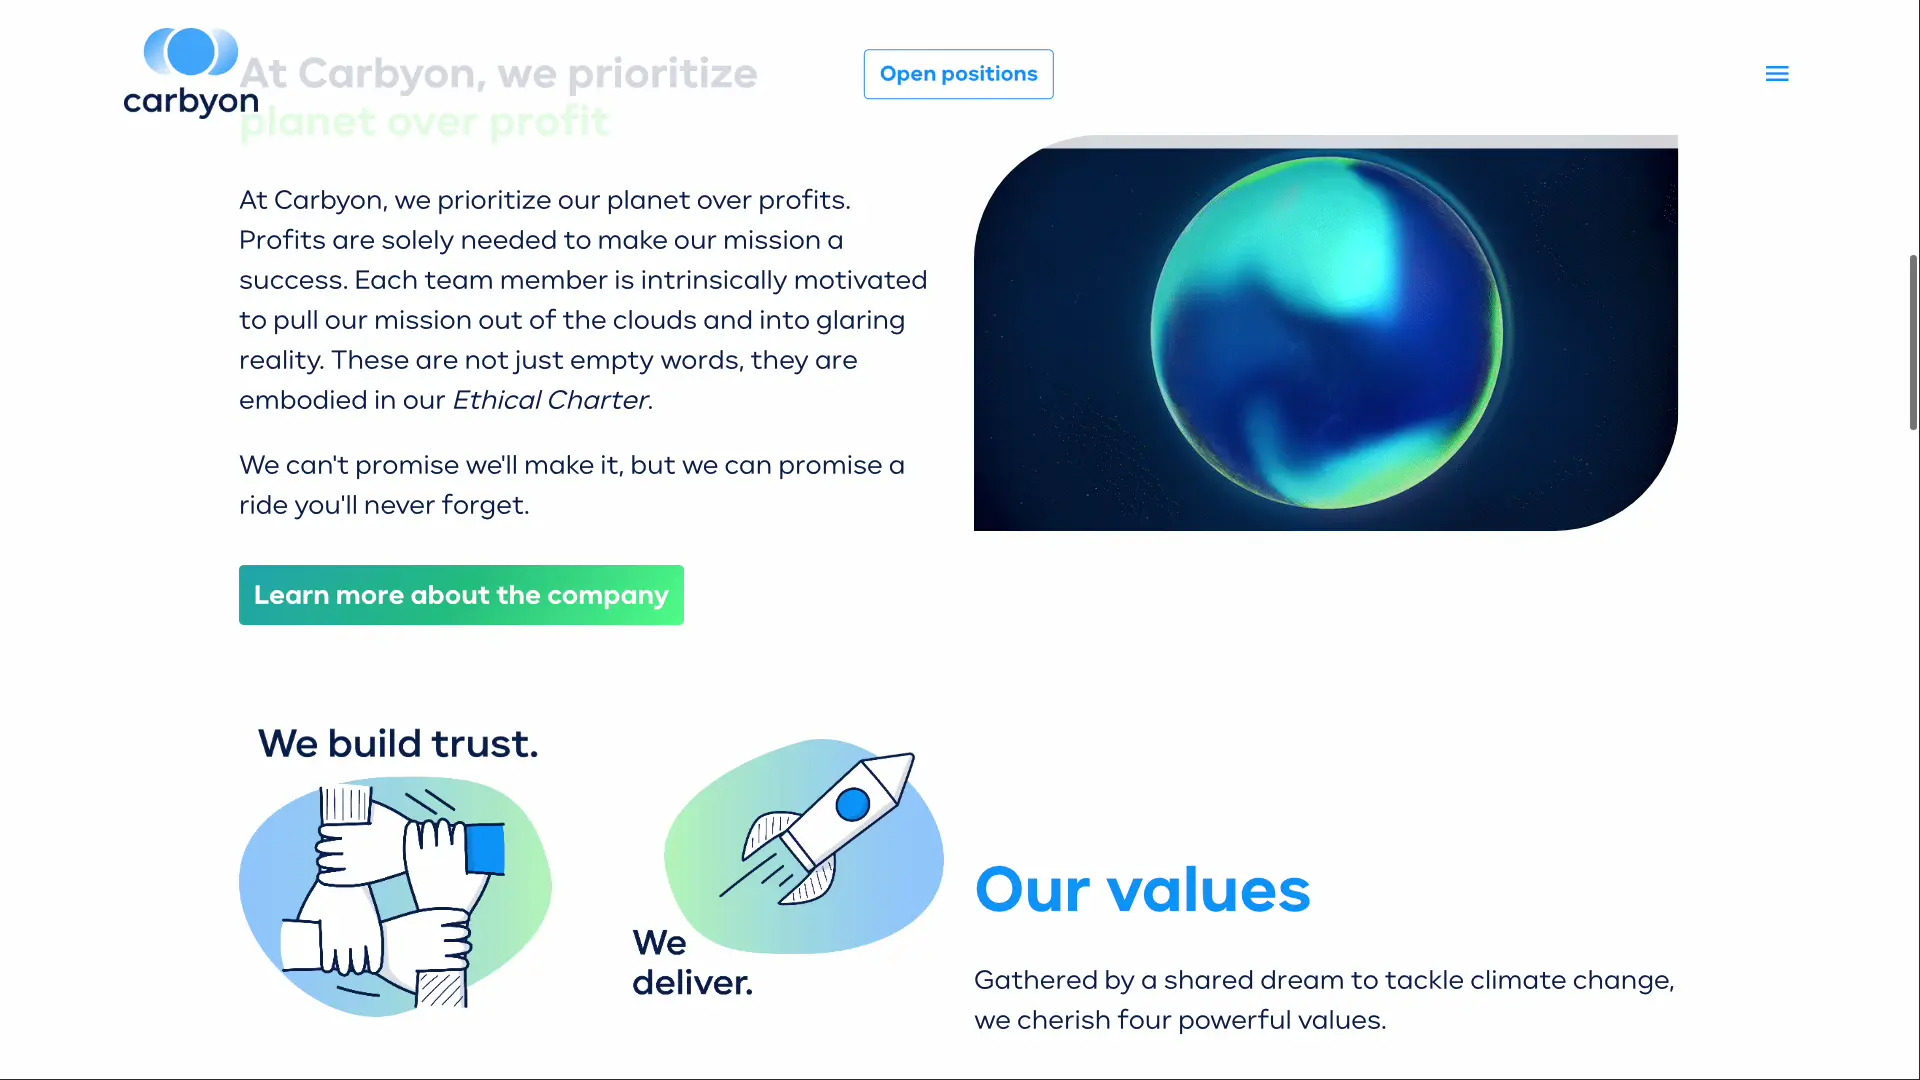 carbyon
At Carbyon, we prioritize
planet over profit
Open positions
At Carbyon, we prioritize our planet over profits.
Profits are solely needed to make our mission a
success. Each team member is intrinsically motivated
to pull our mission out of the clouds and into glaring
reality. These are not just empty words, they are
embodied in our Ethical Charter.
We can't promise we'll make it, but we can promise a
ride you'll never forget.
Learn more about the company
We build trust.
We
deliver.
Our values
Gathered by a shared dream to tackle climate change,
we cherish four powerful values.